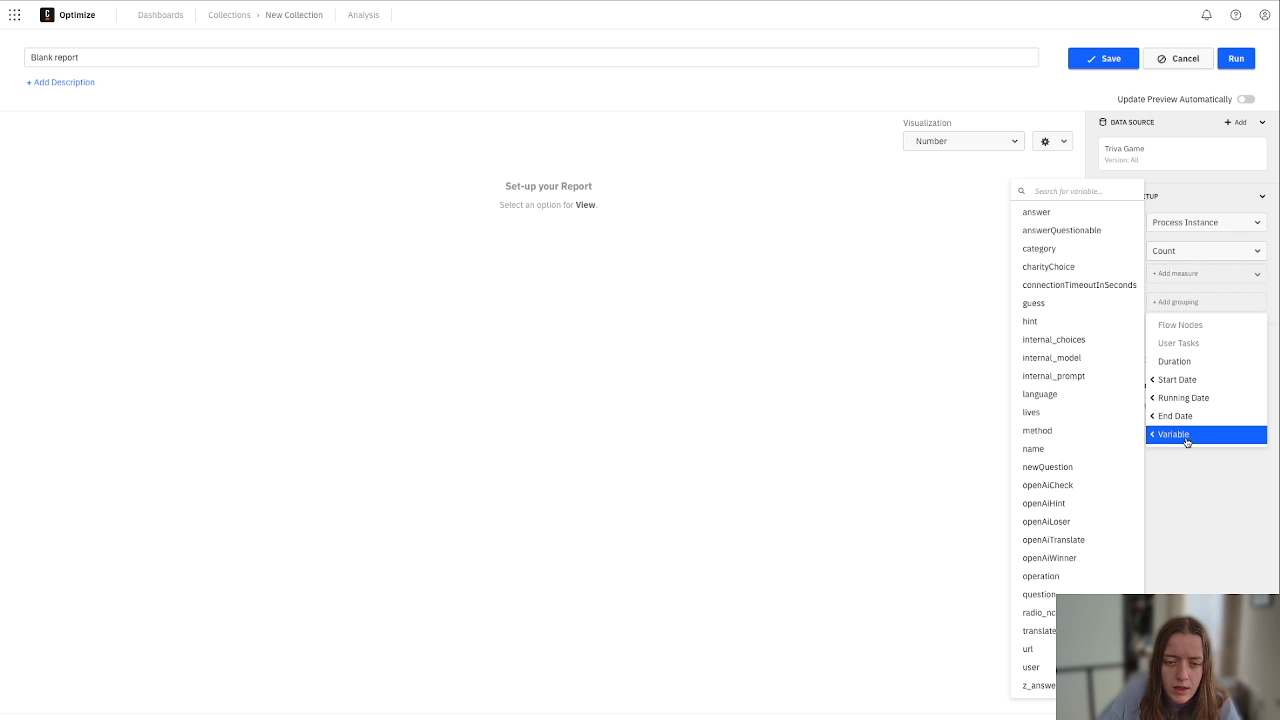 Optimize
Dashboards
Collections › New Collection
Analysis
Blank report
Save
Cancel
Run
+ Add Description
Update Preview Automatically
Visualization
Number
DATA SOURCE
+ Add
Triva Game
Version: All
Set-up your Report
Select an option for View.
Process Instance
Count
+ Add measure
+ Add grouping
Flow Nodes
User Tasks
Duration
Start Date
Running Date
End Date
Variable
Search for variable...
answer
answerQuestionable
category
charityChoice
connectionTimeoutInSeconds
guess
hint
internal_choices
internal_model
internal_prompt
language
lives
method
name
newQuestion
openAiCheck
openAiHint
openAiLoser
openAiTranslate
openAiWinner
operation
question
radio_nc
translate
url
user
z_answe